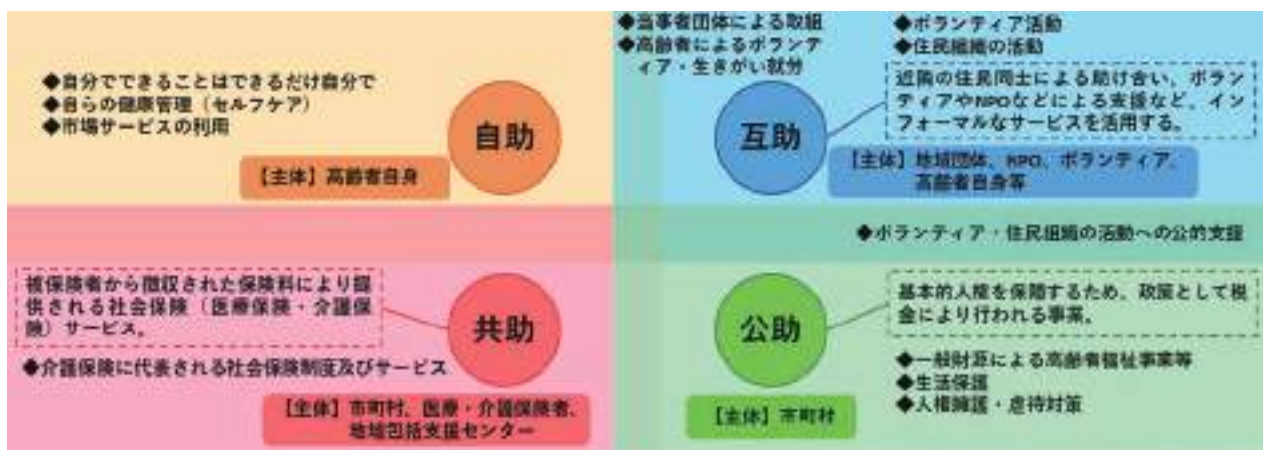 ◆自分でできることはできるだけ自分で
◆自らの健康管理（セルフケア）
◆市場サービスの利用
自助
【主体】高齢者自身
◆当事者団体による取組
◆高齢者によるボランテ
ィア・生きがい就労
◆ボランティア活動
◆住民組織の活動
近隣の住民同士による助け合い、ボラン
ティアやNPOなどによる支援など、イン
フォーマルなサービスを活用する。
互助
【主体】地域団体、NPO、ボランティア、
高齢者自身等
◆ボランティア・住民組織の活動への公的支援
被保険者から徴収された保険料により提
供される社会保険（医療保険・介護保
険）サービス。
共助
◆介護保険に代表される社会保険制度及びサービス
【主体】市町村、医療・介護保険者、
地域包括支援センター
公助
基本的人権を保障するため、政策として税
金により行われる事業。
◆一般財源による高齢者福祉事業等
◆生活保護
◆人権擁護・虐待対策
【主体】市町村